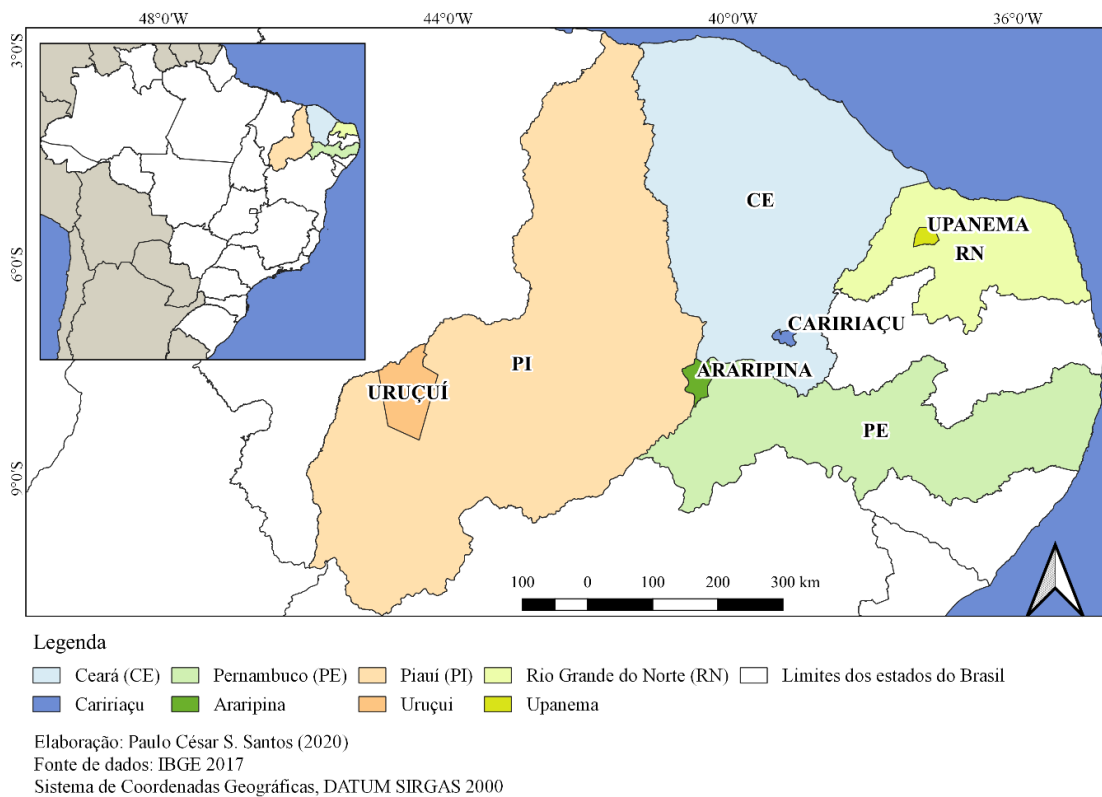 48°0'W 44°0'W 40°0'W 36°0'W
3°0'S
6°0'S
9°0'S
CE
UPANEMA
RN
CARIRIAÇU
PI
ARARIPINA
URUÇUÍ
PE
100 0 100 200 300 km
Legenda
Ceará (CE) Pernambuco (PE) Piauí (PI) Rio Grande do Norte (RN) Limites dos estados do Brasil
Caririaçu Araripina Uruçui Upanema
Elaboração: Paulo César S. Santos (2020)
Fonte de dados: IBGE 2017
Sistema de Coordenadas Geográficas, DATUM SIRGAS 2000